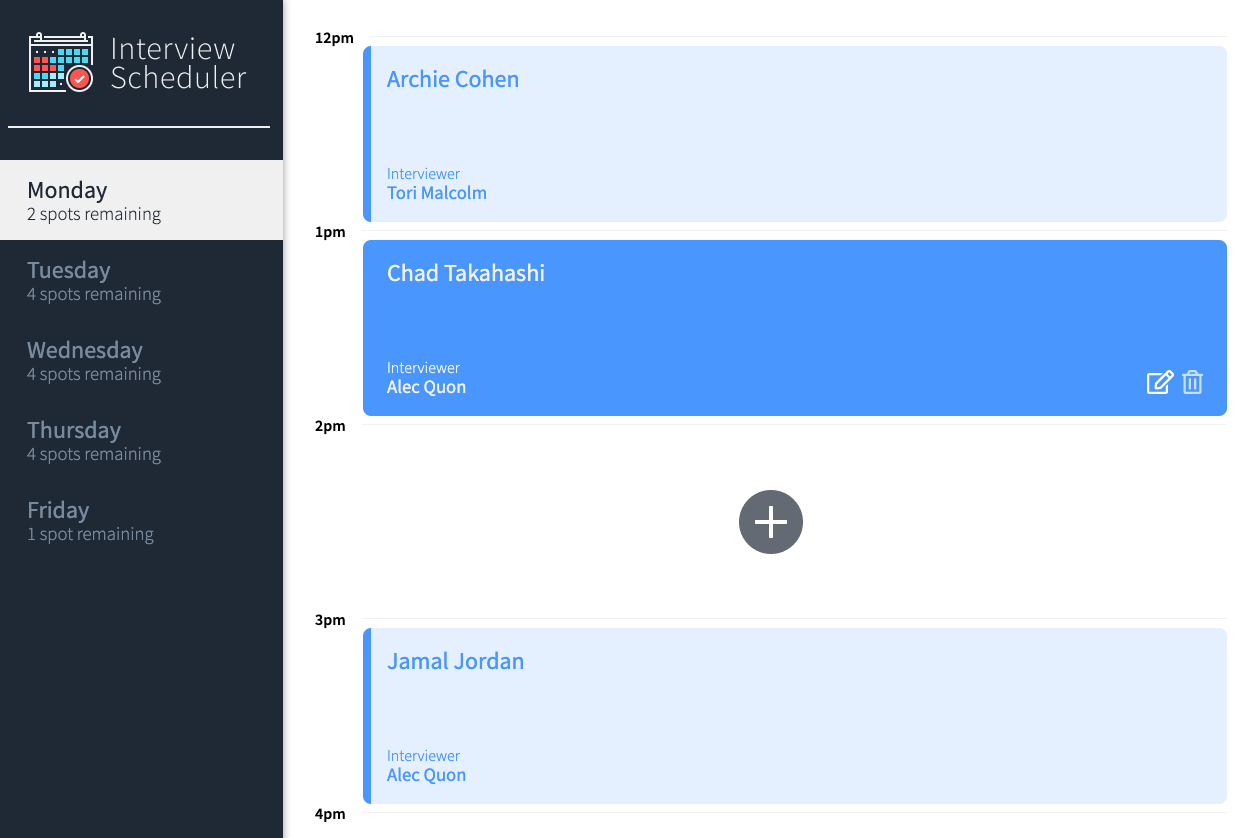 Interview
Scheduler
Monday
2 spots remaining
Tuesday
4 spots remaining
Wednesday
4 spots remaining
Thursday
4 spots remaining
Friday
1 spot remaining
12pm
Archie Cohen
Interviewer
Tori Malcolm
1pm
Chad Takahashi
Interviewer
Alec Quon
2pm
3pm
Jamal Jordan
Interviewer
Alec Quon
4pm